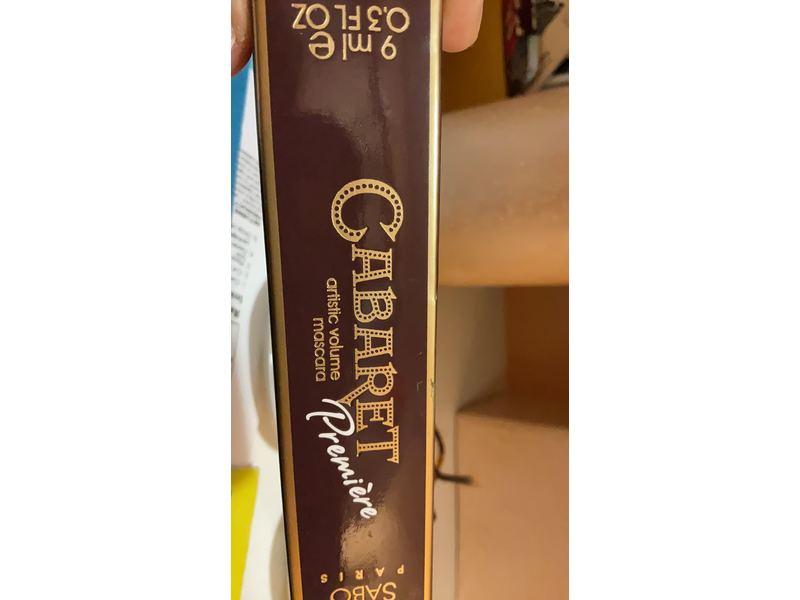 9 ml e
0.3 FL OZ
CABARET
artistic volume
mascara
Première
SABO
PARIS